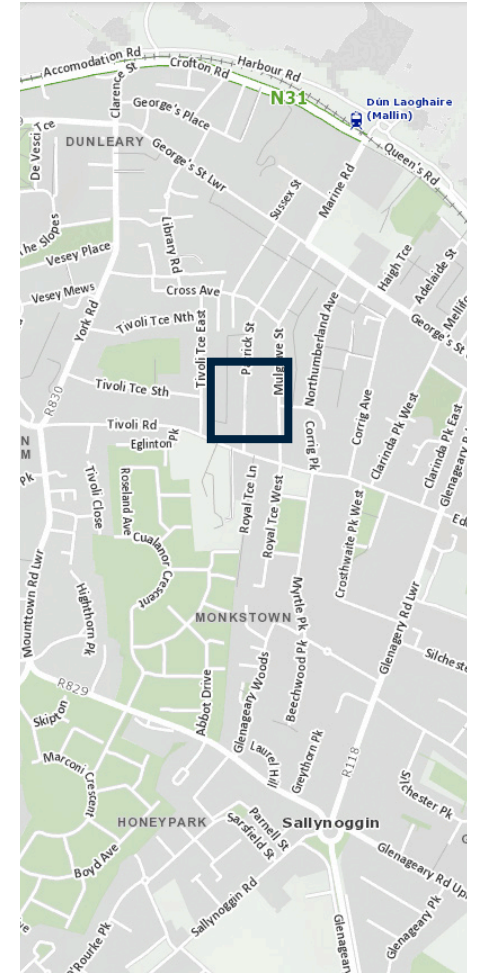 Accomodation Rd
Crofton Rd
Harbour Rd
N31
Dún Laoghaire
(Mallin)
Clarence St
George's Place
De Vesci Tce
DUNLEARY
George's St Lwr
Queen's Rd
Sussex St
Marine Rd
The Slopes
Vesey Place
Library Rd
Haigh Tce
Adelaide St
Vesey Mews
York Rd
Cross Ave
Tivoli Tce Nth
Tivoli Tce East
Patrick St
Mulgrave St
Northumberland Ave
George's St
R830
Tivoli Tce Sth
Corrig Ave
Clarinda Pk West
Clarinda Pk East
Tivoli Rd
Eglinton Pk
Corrig Pk
Glenageary Rd
N
M
Pk
Tivoli Close
Roseland Ave
Cualanor Crescent
Royal Tce Ln
Royal Tce West
Crosthwaite Pk West
Mounttown Rd Lwr
Highthorn Pk
MONKSTOWN
Myrtle Pk
Glenagery Rd Lwr
Silcheste
R829
Abbot Drive
Glenageary Woods
Beechwood Pk
Skipton
Laurel Hill
Greythorn Pk
R118
Marconi Crescent
Silchester Pk
HONEYPARK
Parnell St
Sarsfield St
Sallynoggin
Boyd Ave
Glenageary Rd Up
Sallynoggin Rd
Glenageary Pk
O'Rourke Pk
Glenagear